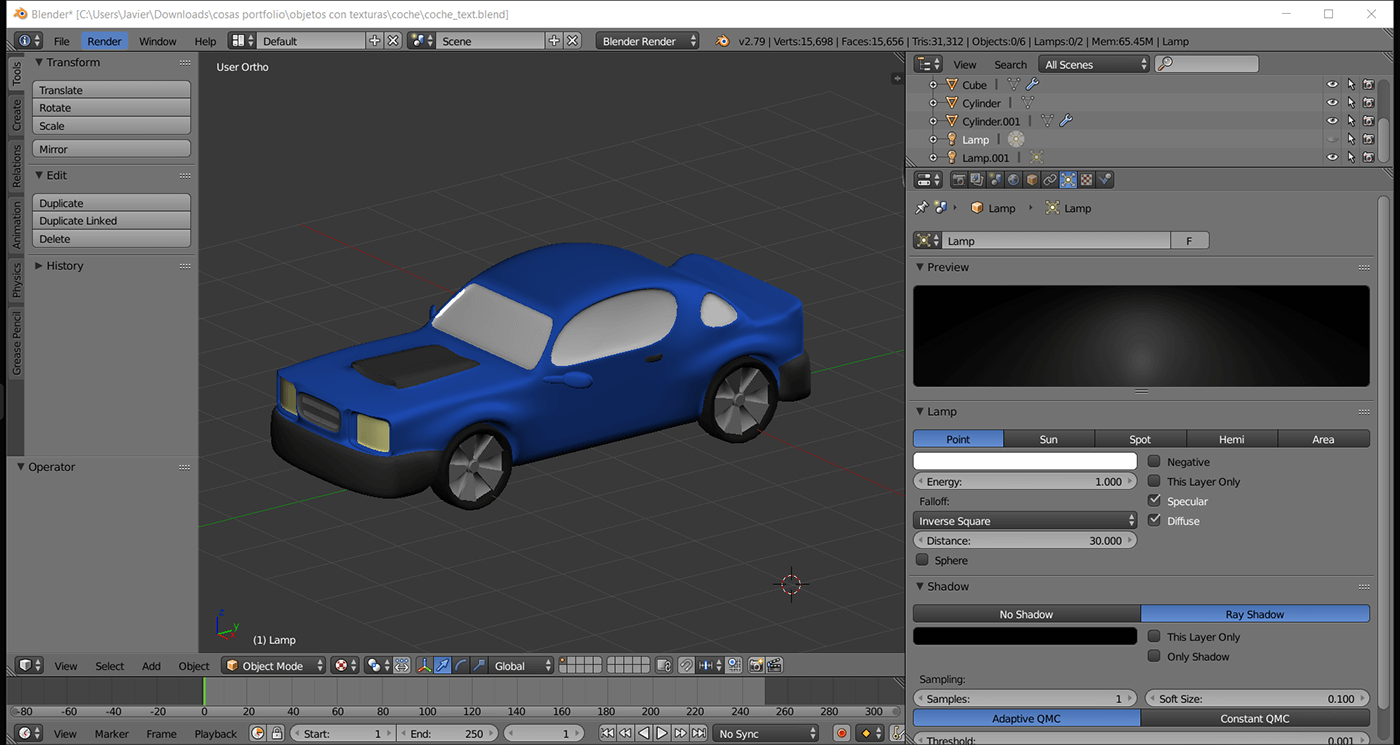 Blender* [C:\Users\Javier\Downloads\cosas portfolio\objetos con texturas\coche\coche_text.blend]
File Render Window Help Default Scene Blender Render v2.79 | Verts:15,698 | Faces:15,656 | Tris:31,312 | Objects:0/6 | Lamps:0/2 | Mem:65.45M | Lamp
Tools
Create
Relations
Animation
Physics
Grease Pencil
Transform
Translate
Rotate
Scale
Mirror
Edit
Duplicate
Duplicate Linked
Delete
History
Operator
User Ortho
z
y
(1) Lamp
View Select Add Object Object Mode Global
-80 -60 -40 -20 0 20 40 60 80 100 120 140 160 180 200 220 240 260 280 300
View Marker Frame Playback Start: 1 End: 250 1 No Sync
View Search All Scenes
Cube
Cylinder
Cylinder.001
Lamp
Lamp.001
Lamp Lamp
Lamp F
Preview
Lamp
Point Sun Spot Hemi Area
Negative
Energy: 1.000 This Layer Only
Falloff: Specular
Inverse Square Diffuse
Distance: 30.000
Sphere
Shadow
No Shadow Ray Shadow
This Layer Only
Only Shadow
Sampling:
Samples: 1 Soft Size: 0.100
Adaptive QMC Constant QMC
Threshold: 0.001